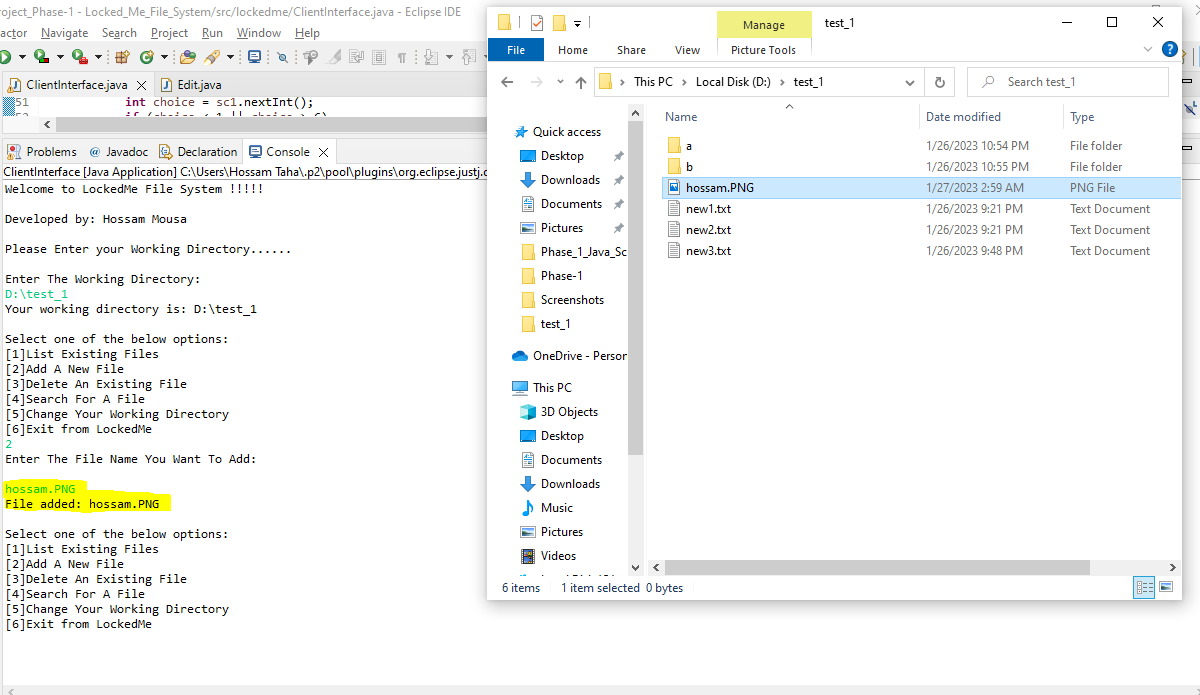 roject_Phase-1 - Locked_Me_File_System/src/lockedme/ClientInterface.java - Eclipse IDE
actor Navigate Search Project Run Window Help
ClientInterface.java Edit.java
51 int choice = sc1.nextInt();
Problems @ Javadoc Declaration Console
ClientInterface [Java Application] C:\Users\Hossam Taha\.p2\pool\plugins\org.eclipse.justj.c
Welcome to LockedMe File System !!!!!
Developed by: Hossam Mousa
Please Enter your Working Directory......
Enter The Working Directory:
D:\test_1
Your working directory is: D:\test_1
Select one of the below options:
[1]List Existing Files
[2]Add A New File
[3]Delete An Existing File
[4]Search For A File
[5]Change Your Working Directory
[6]Exit from LockedMe
2
Enter The File Name You Want To Add:
hossam.PNG
File added: hossam.PNG
Select one of the below options:
[1]List Existing Files
[2]Add A New File
[3]Delete An Existing File
[4]Search For A File
[5]Change Your Working Directory
[6]Exit from LockedMe
Manage test_1
File Home Share View Picture Tools
This PC Local Disk (D:) test_1 Search test_1
Name Date modified Type
a 1/26/2023 10:54 PM File folder
b 1/26/2023 10:55 PM File folder
hossam.PNG 1/27/2023 2:59 AM PNG File
new1.txt 1/26/2023 9:21 PM Text Document
new2.txt 1/26/2023 9:21 PM Text Document
new3.txt 1/26/2023 9:48 PM Text Document
Quick access
Desktop
Downloads
Documents
Pictures
Phase_1_Java_Sc
Phase-1
Screenshots
test_1
OneDrive - Person
This PC
3D Objects
Desktop
Documents
Downloads
Music
Pictures
Videos
6 items 1 item selected 0 bytes